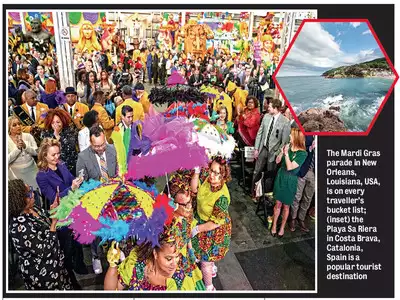 The Mardi Gras
parade in New
Orleans,
Louisiana, USA,
is on every
traveller's
bucket list;
(inset) the
Playa Sa Riera
in Costa Brava,
Catalonia,
Spain is a
popular tourist
destination